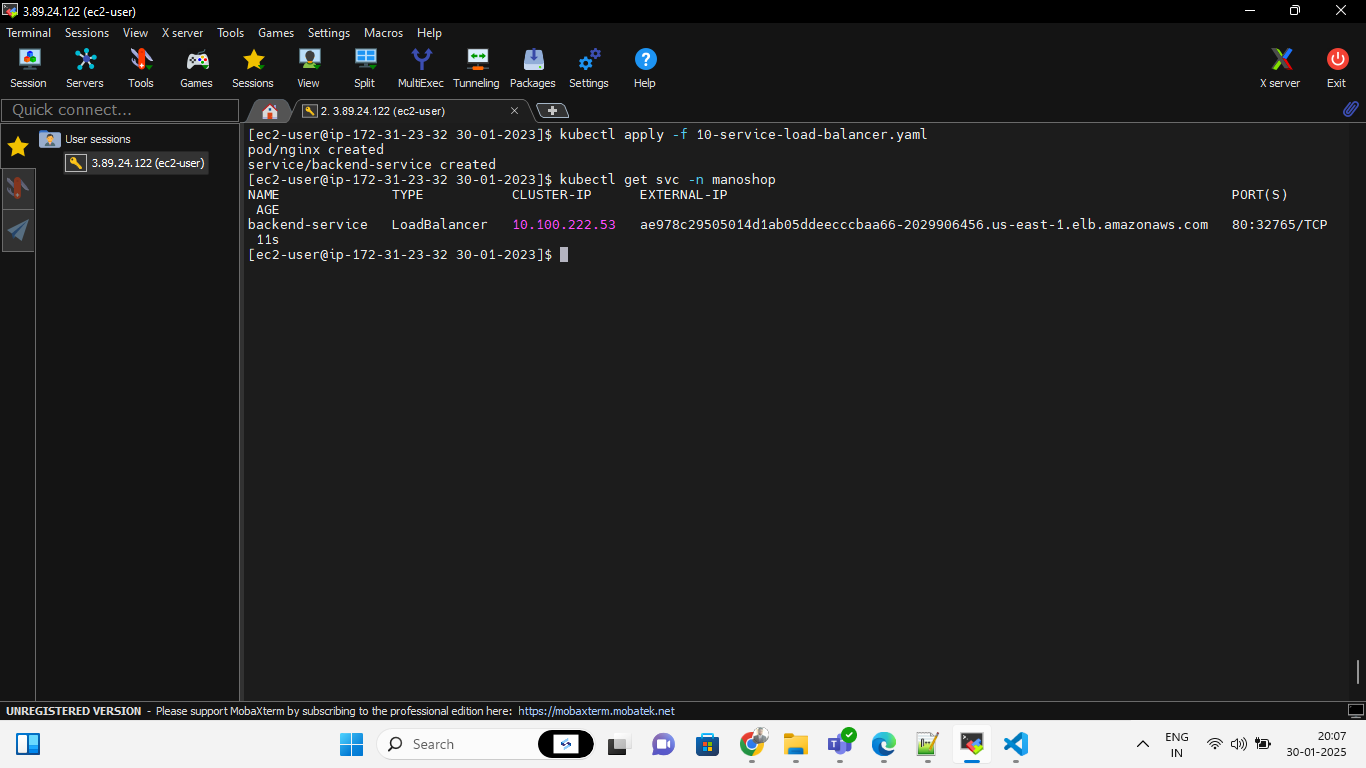 3.89.24.122 (ec2-user)
Terminal Sessions View X server Tools Games Settings Macros Help
Session Servers Tools Games Sessions View Split MultiExec Tunneling Packages Settings Help X server Exit
Quick connect...
2. 3.89.24.122 (ec2-user)
User sessions
3.89.24.122 (ec2-user)
[ec2-user@ip-172-31-23-32 30-01-2023]$ kubectl apply -f 10-service-load-balancer.yaml
pod/nginx created
service/backend-service created
[ec2-user@ip-172-31-23-32 30-01-2023]$ kubectl get svc -n manoshop
NAME TYPE CLUSTER-IP EXTERNAL-IP PORT(S)
AGE
backend-service LoadBalancer 10.100.222.53 ae978c29505014d1ab05ddeecccbaa66-2029906456.us-east-1.elb.amazonaws.com 80:32765/TCP
11s
[ec2-user@ip-172-31-23-32 30-01-2023]$
UNREGISTERED VERSION - Please support MobaXterm by subscribing to the professional edition here: https://mobaxterm.mobatek.net
Search
ENG
IN
20:07
30-01-2025